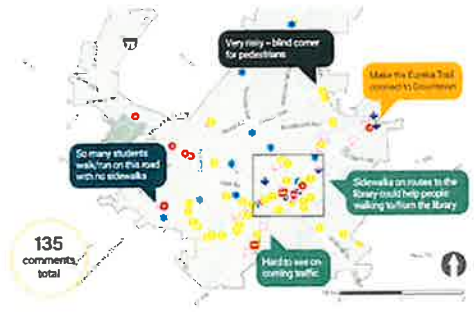 75
Very risky – blind corner
for pedestrians
Make the Eureka Trail
connect to Downtown
So many students
walk/run on this road
with no sidewalks
Sidewalks on routes to the
library could help people
walking to/from the library
135
comments,
total
Hard to see on
coming traffic